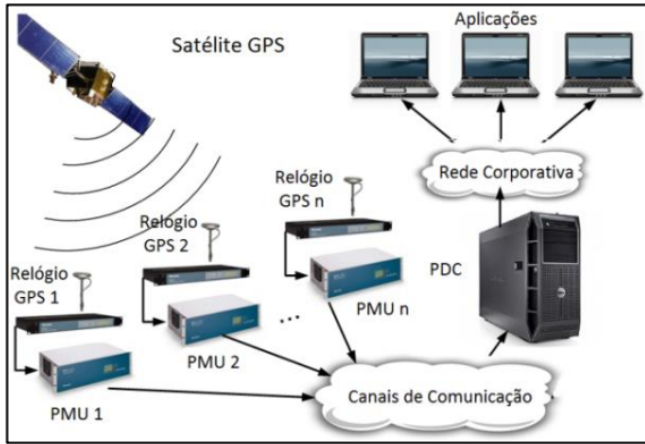 Aplicações
Satélite GPS
Rede Corporativa
Relógio
GPS n
Relógio
GPS 2
Relógio
GPS 1
PDC
PMU n
PMU 2
PMU 1
...
Canais de Comunicação